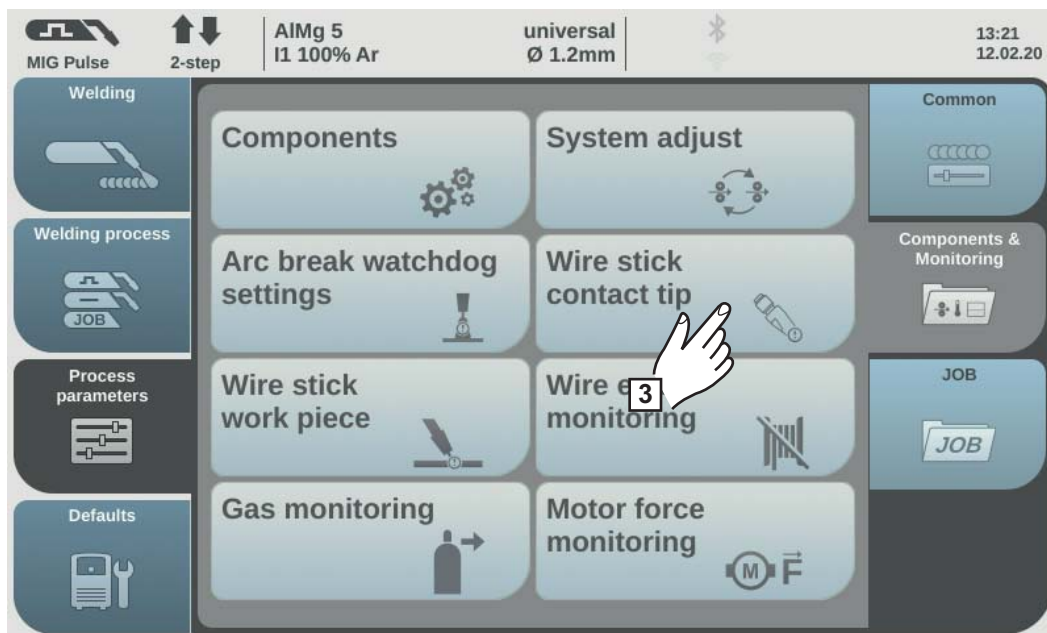 MIG Pulse
2-step
AlMg 5
I1 100% Ar
universal
Ø 1.2mm
13:21
12.02.20
Welding
Welding process
JOB
Process
parameters
Defaults
Components
System adjust
Arc break watchdog
settings
Wire stick
contact tip
Wire stick
work piece
Wire
monitoring
3
Gas monitoring
Motor force
monitoring
M F
Common
Components &
Monitoring
JOB
JOB